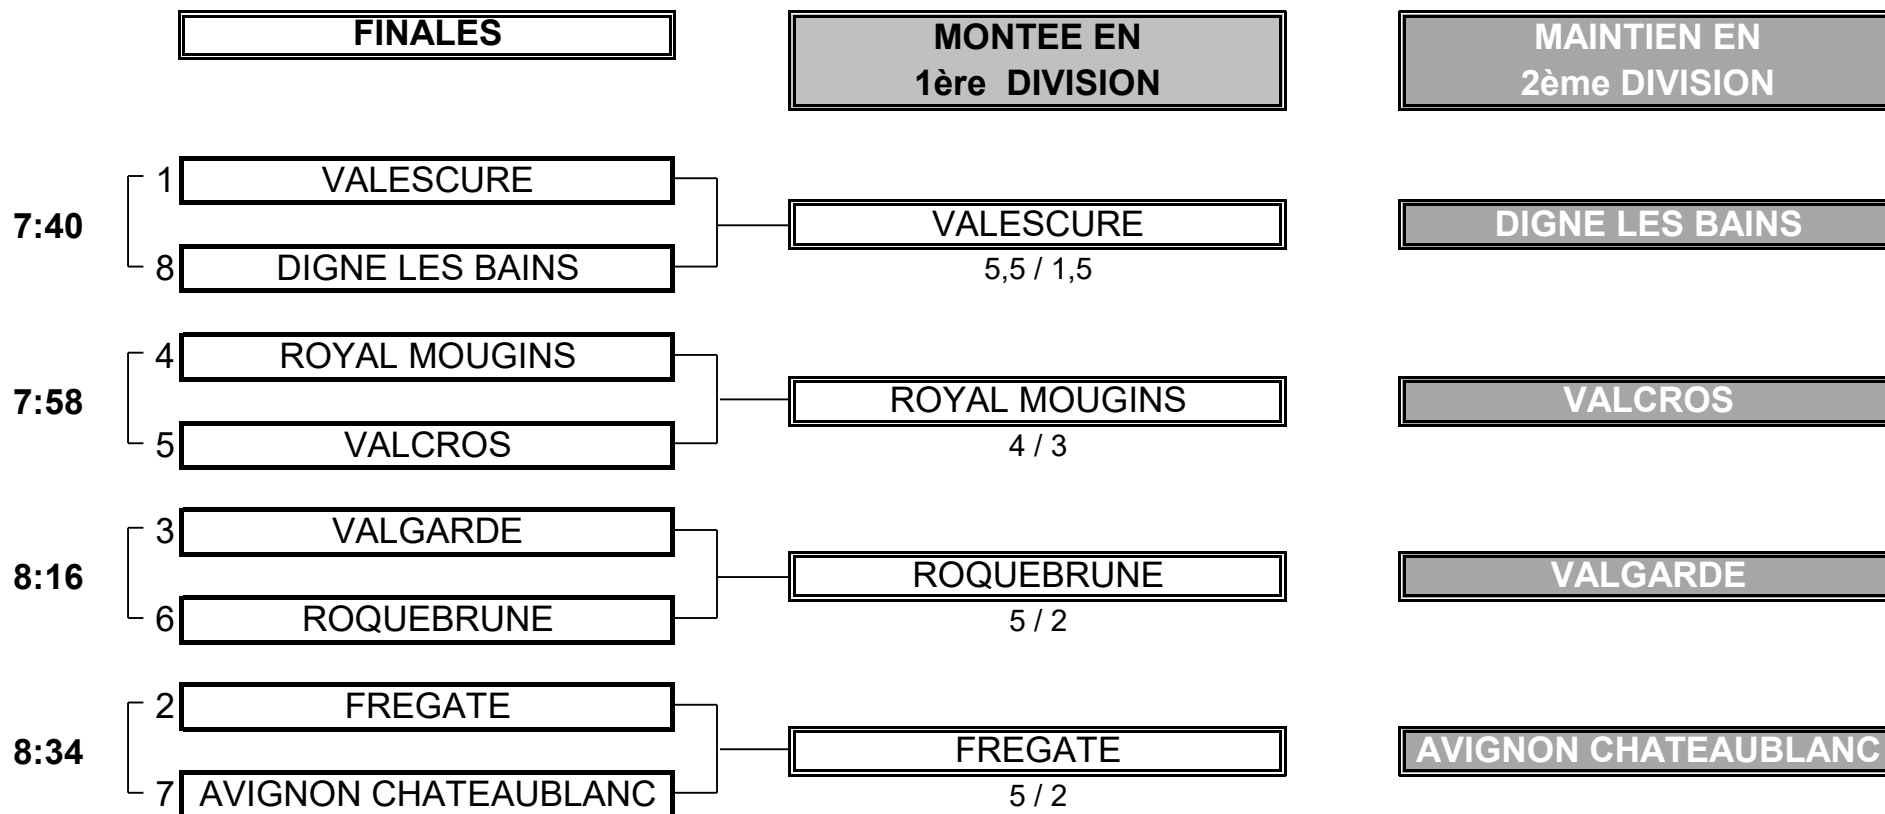 FINALES
MONTEE EN
1ère DIVISION
MAINTIEN EN
2ème DIVISION
1 VALESCURE
7:40 VALESCURE DIGNE LES BAINS
8 DIGNE LES BAINS 5,5 / 1,5
4 ROYAL MOUGINS
7:58 ROYAL MOUGINS VALCROS
5 VALCROS 4 / 3
3 VALGARDE
8:16 ROQUEBRUNE VALGARDE
6 ROQUEBRUNE 5 / 2
2 FREGATE
8:34 FREGATE AVIGNON CHATEAUBLANC
7 AVIGNON CHATEAUBLANC 5 / 2